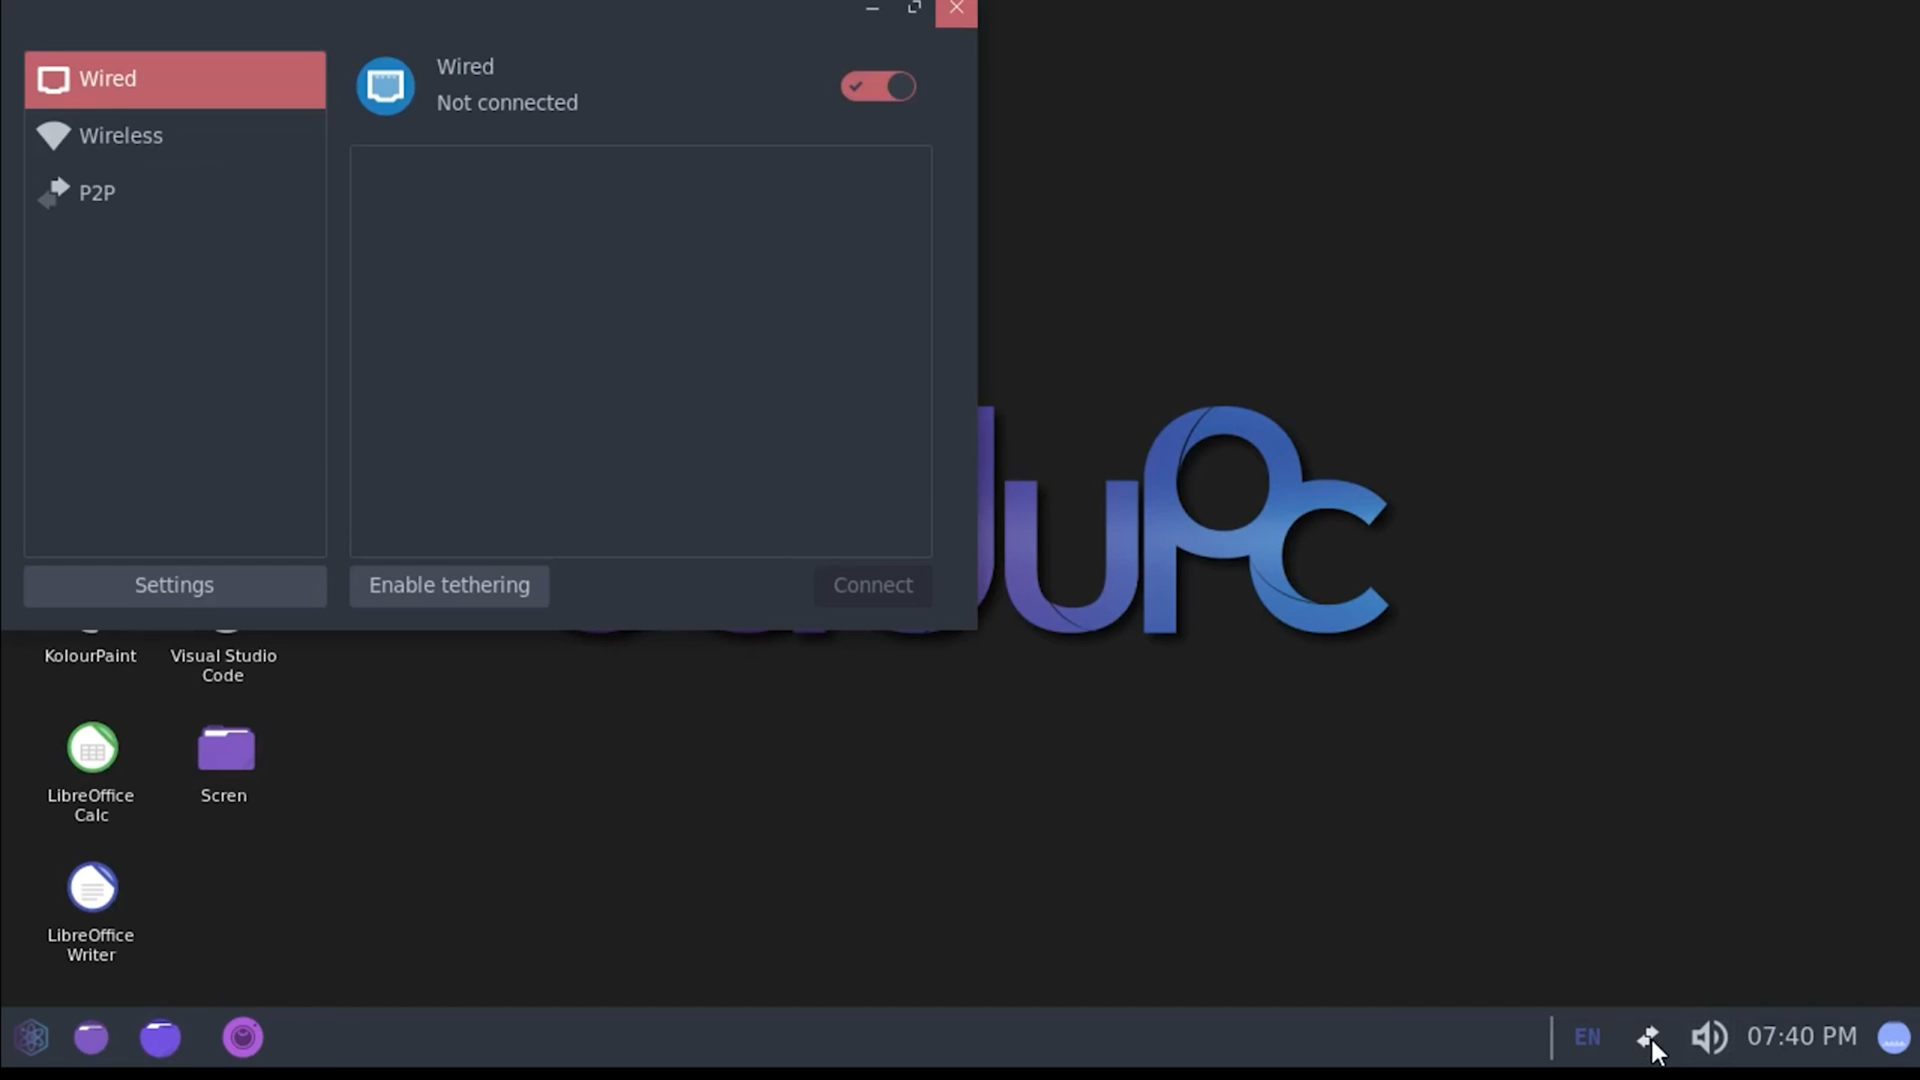 Wired
Wireless
P2P
Wired
Not connected
Settings
Enable tethering
Connect
uPc
KolourPaint
Visual Studio
Code
LibreOffice
Calc
Scren
LibreOffice
Writer
EN
07:40 PM